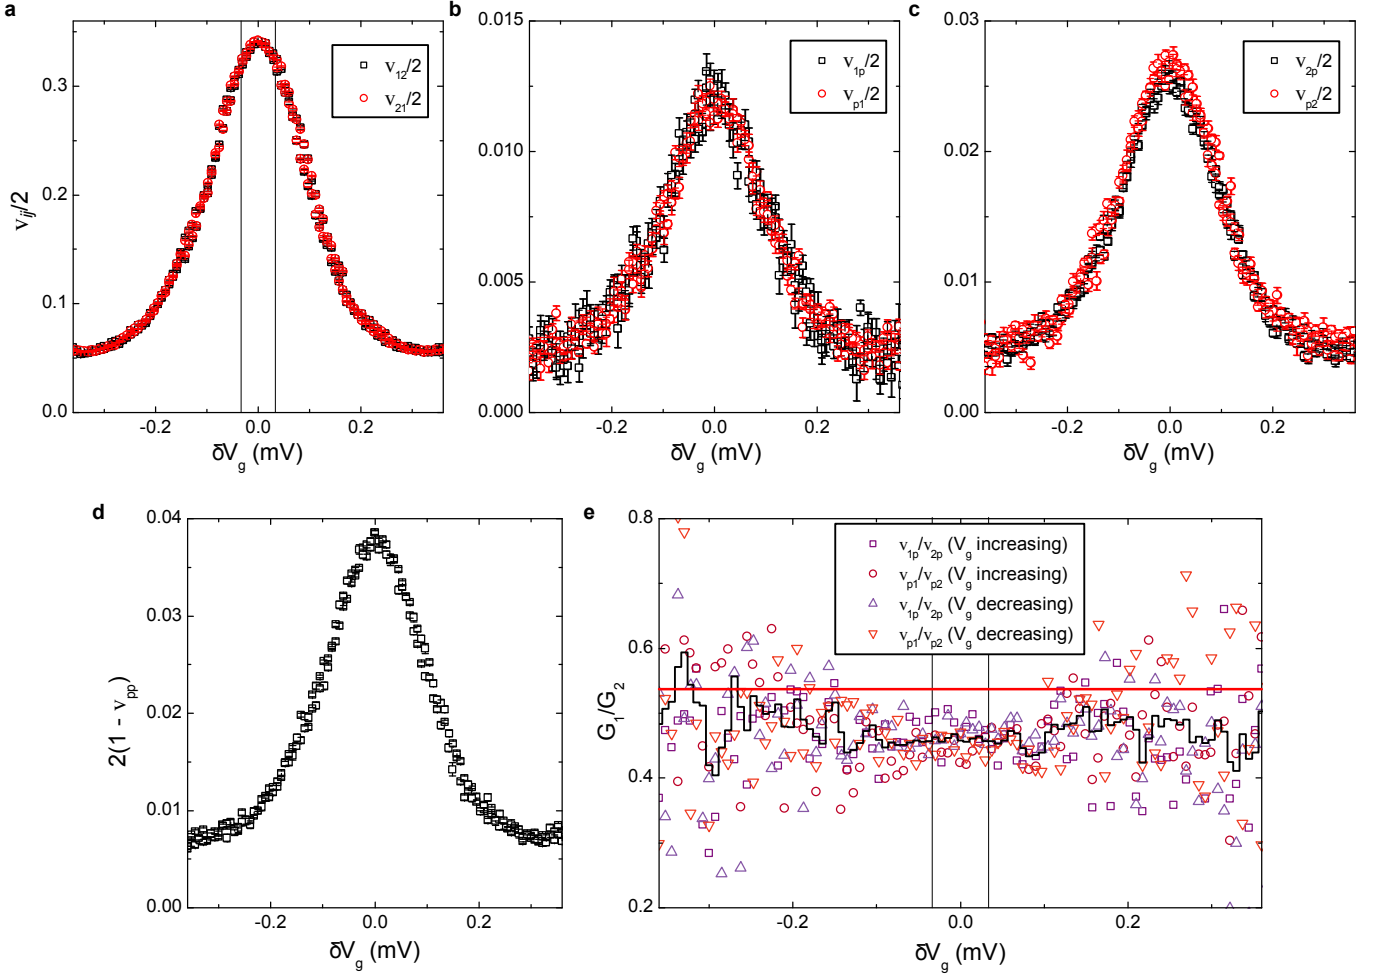 a
b
c
0.3
0.2
0.1
0.0
v_ij/2
v_12/2
v_21/2
-0.2
0.0
0.2
δV_g (mV)
0.015
0.010
0.005
0.000
v_1p/2
v_p1/2
-0.2
0.0
0.2
δV_g (mV)
0.03
0.02
0.01
0.00
v_2p/2
v_p2/2
-0.2
0.0
0.2
δV_g (mV)
d
e
0.04
0.03
0.02
0.01
0.00
2(1 - v_pp)
-0.2
0.0
0.2
δV_g (mV)
0.8
0.6
0.4
0.2
G_1/G_2
v_1p/v_2p (V_g increasing)
v_p1/v_p2 (V_g increasing)
v_1p/v_2p (V_g decreasing)
v_p1/v_p2 (V_g decreasing)
-0.2
0.0
0.2
δV_g (mV)